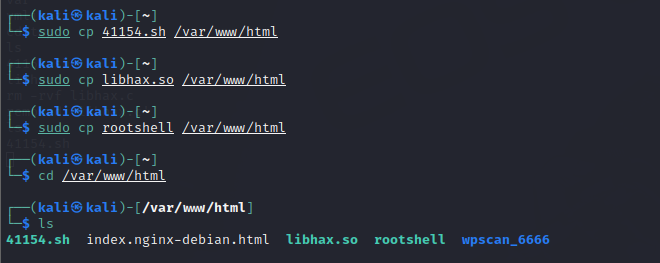 ┌──(kali㉿kali)-[~]
└─$ sudo cp 41154.sh /var/www/html
┌──(kali㉿kali)-[~]
└─$ sudo cp libhax.so /var/www/html
┌──(kali㉿kali)-[~]
└─$ sudo cp rootshell /var/www/html
┌──(kali㉿kali)-[~]
└─$ cd /var/www/html
┌──(kali㉿kali)-[/var/www/html]
└─$ ls
41154.sh index.nginx-debian.html libhax.so rootshell wpscan_6666